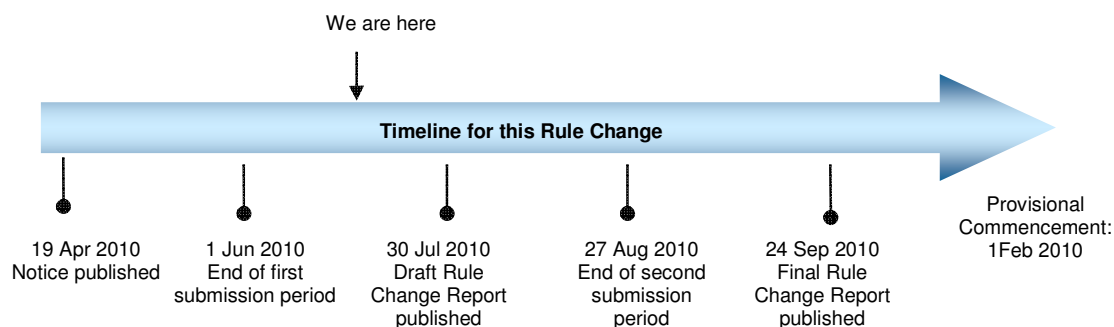 We are here
Timeline for this Rule Change
19 Apr 2010
Notice published
1 Jun 2010
End of first
submission period
30 Jul 2010
Draft Rule
Change Report
published
27 Aug 2010
End of second
submission
period
24 Sep 2010
Final Rule
Change Report
published
Provisional
Commencement:
1Feb 2010